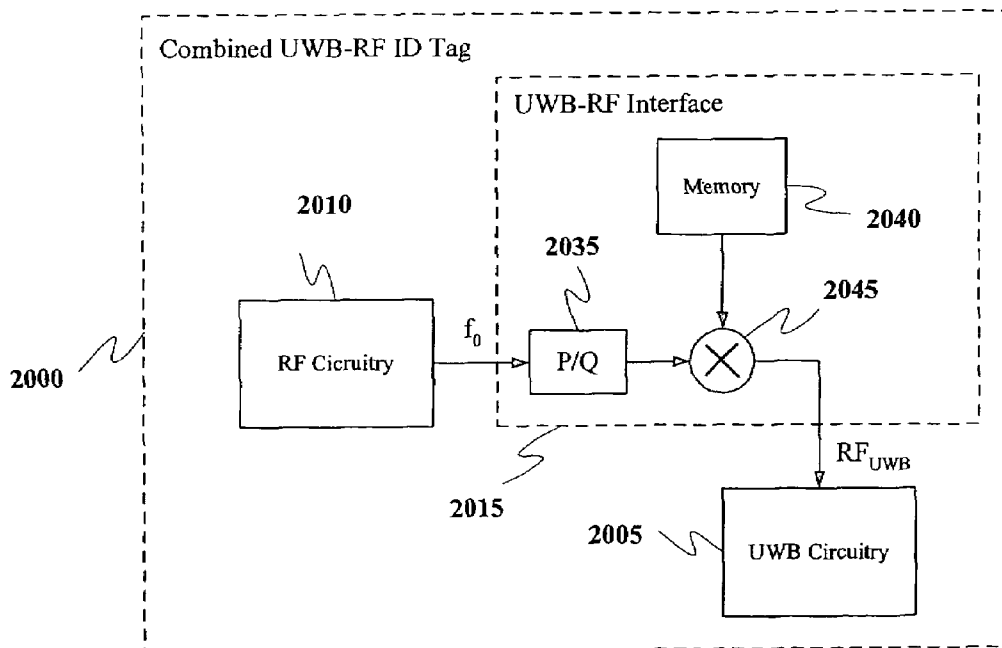 Combined UWB-RF ID Tag
UWB-RF Interface
Memory
2010
2040
2035
2045
f0
RF Cicruitry
P/Q
2000
RFUWB
2015
2005
UWB Circuitry